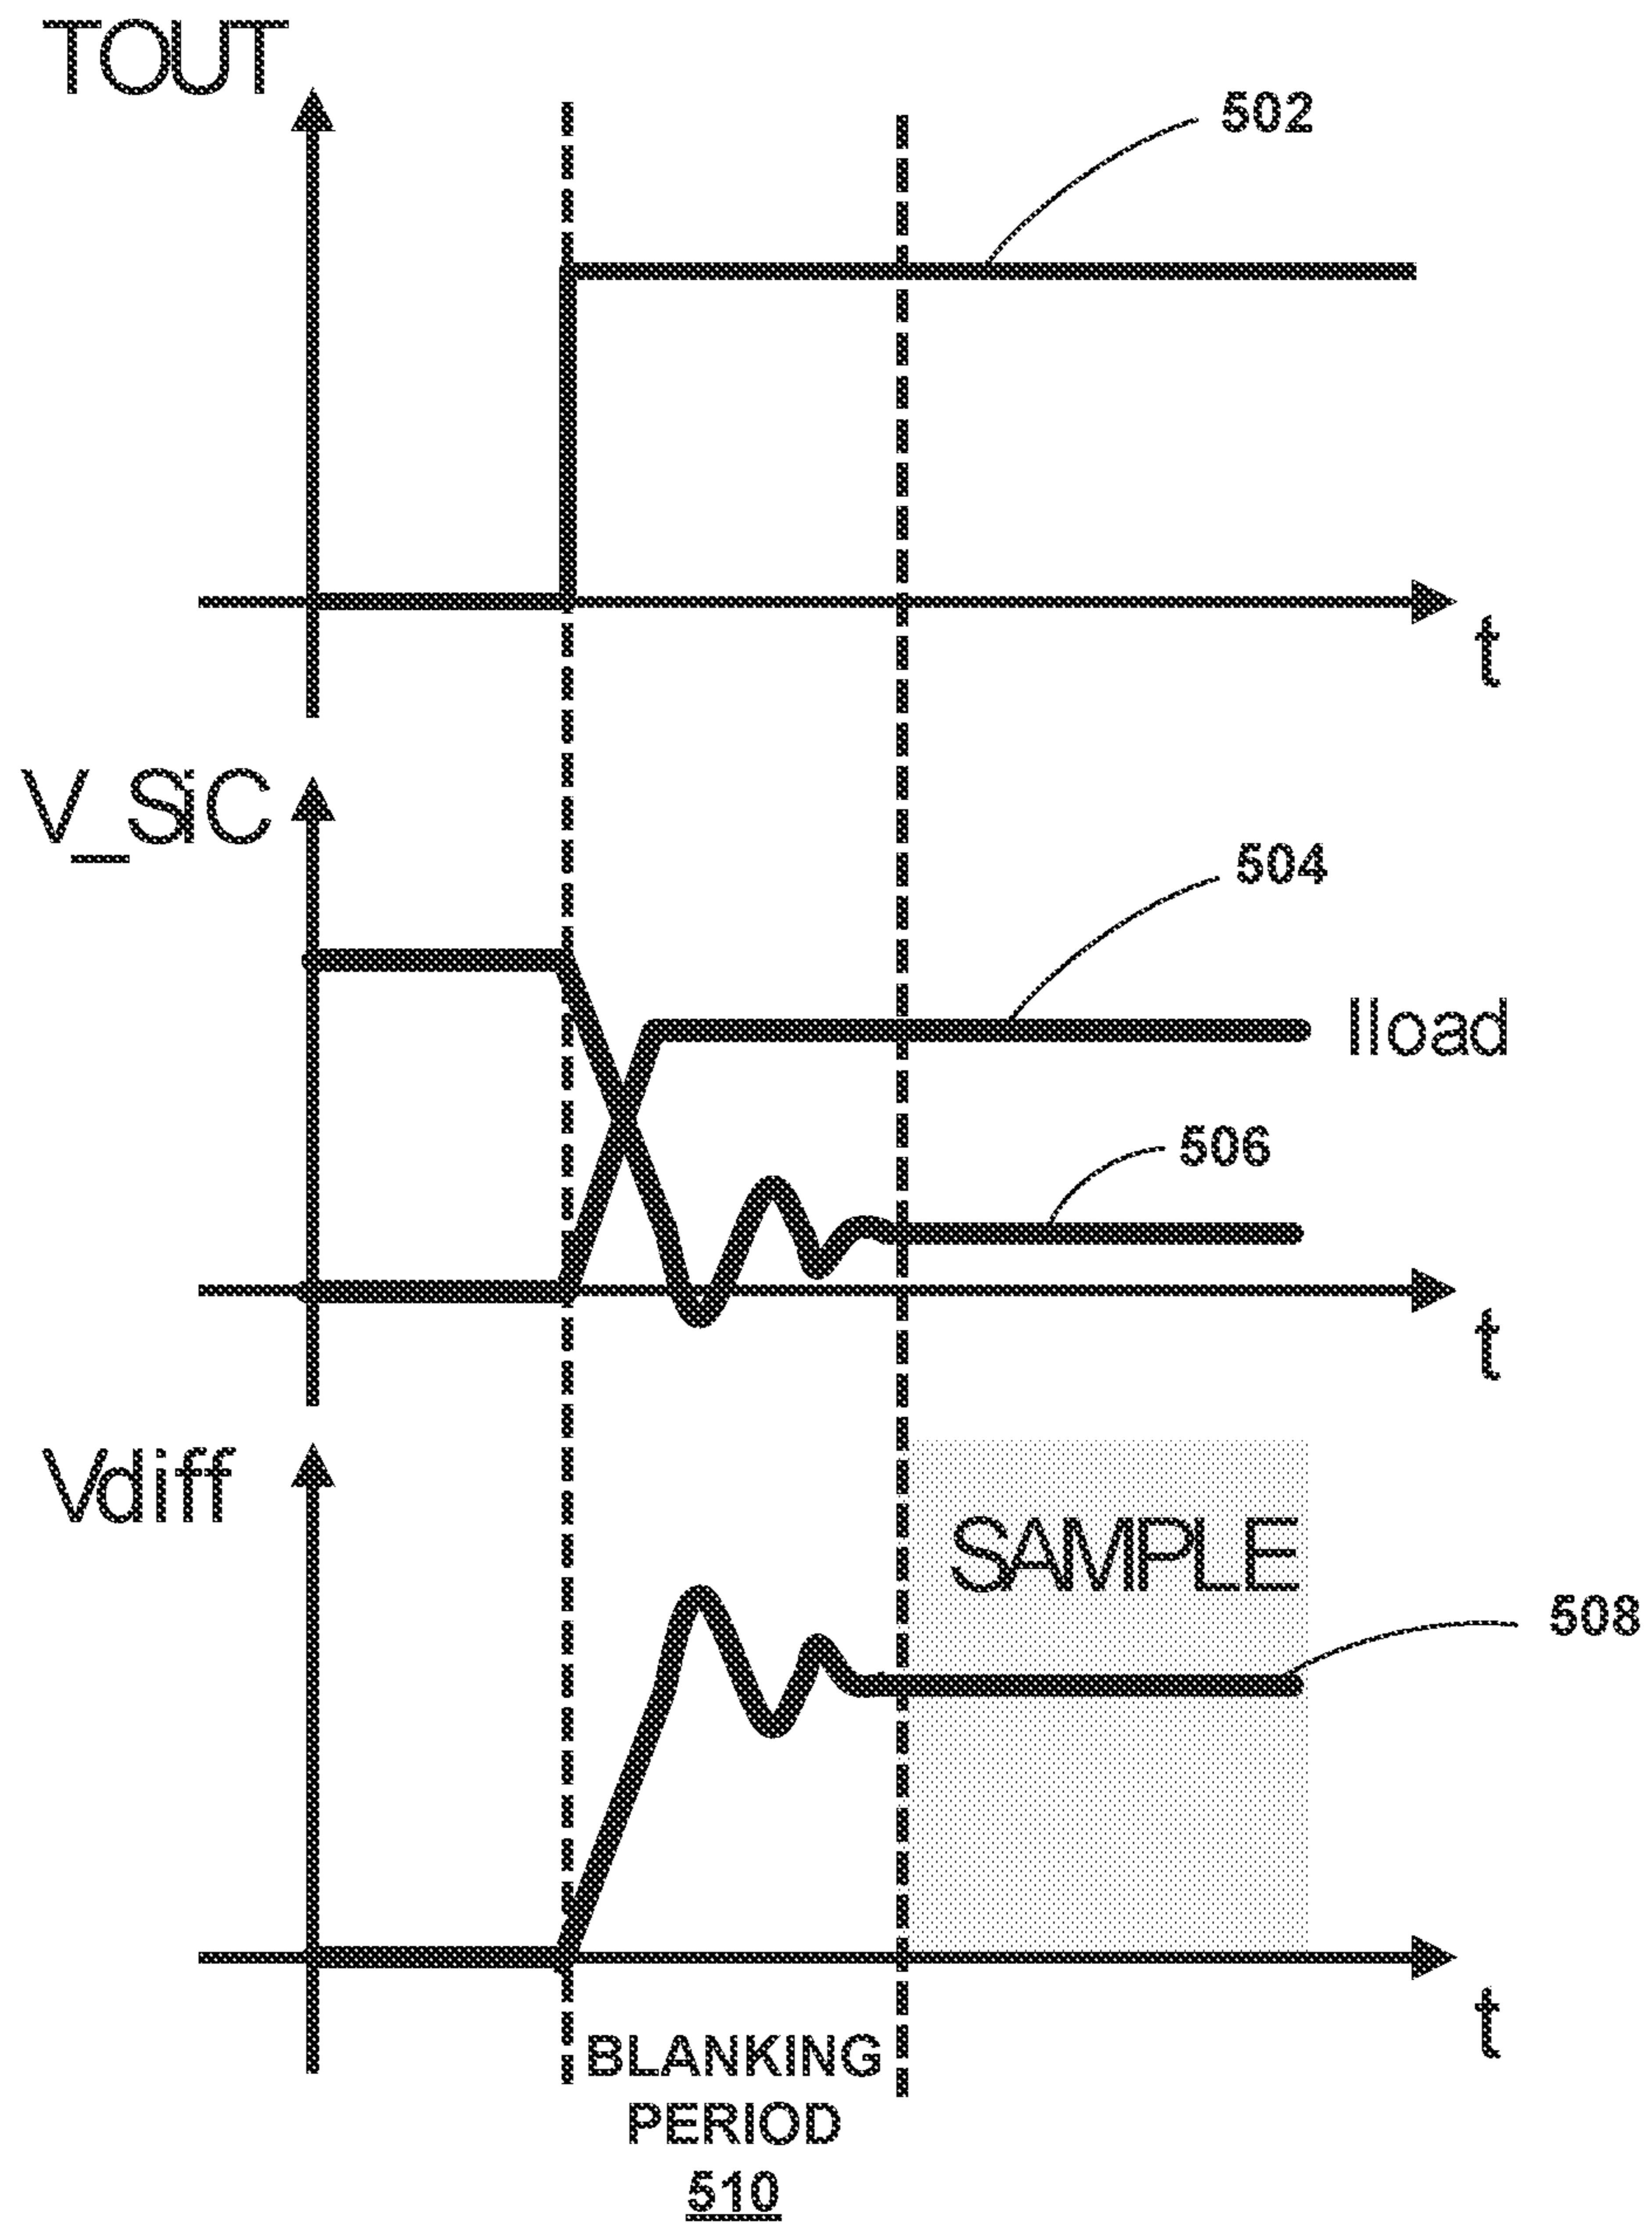 TOUT
502
t
V_SiC
504
Iload
506
t
Vdiff
SAMPLE
508
t
BLANKING
PERIOD
510